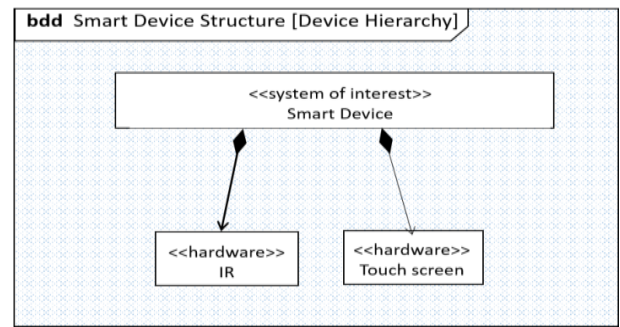 bdd Smart Device Structure [Device Hierarchy]
<<system of interest>>
Smart Device
<<hardware>>
IR
<<hardware>>
Touch screen